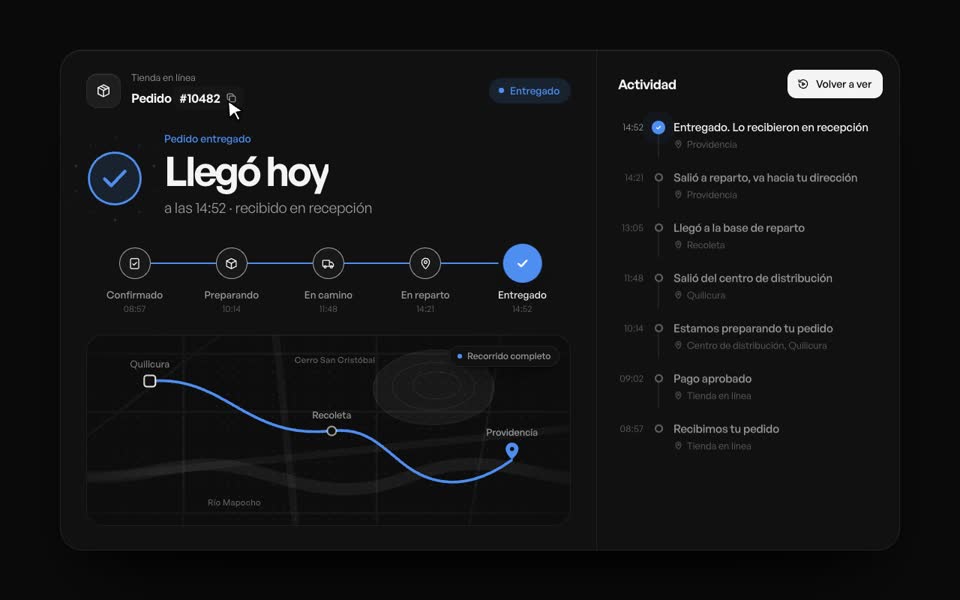 Tienda en línea
Pedido #10482
Entregado
Pedido entregado
Llegó hoy
a las 14:52 · recibido en recepción
Confirmado
08:57
Preparando
10:14
En camino
11:48
En reparto
14:21
Entregado
14:52
Recorrido completo
Cerro San Cristóbal
Quilicura
Recoleta
Providencia
Río Mapocho
Actividad
Volver a ver
14:52 Entregado. Lo recibieron en recepción
Providencia
14:21 Salió a reparto, va hacia tu dirección
Providencia
13:05 Llegó a la base de reparto
Recoleta
11:48 Salió del centro de distribución
Quilicura
10:14 Estamos preparando tu pedido
Centro de distribución, Quilicura
09:02 Pago aprobado
Tienda en línea
08:57 Recibimos tu pedido
Tienda en línea